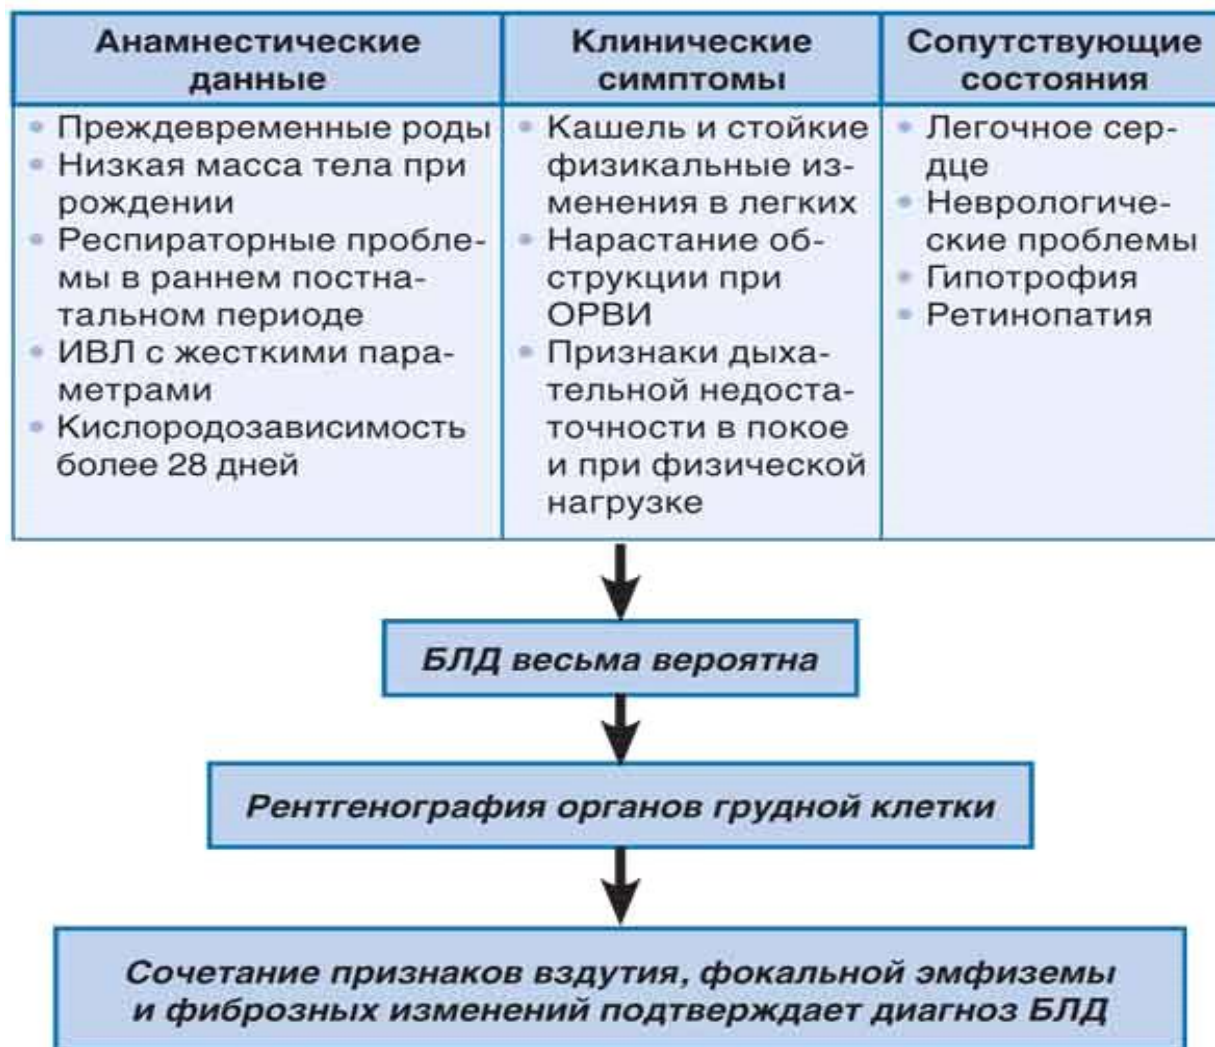 Анамнестические
данные
Клинические
симптомы
Сопутствующие
состояния
• Преждевременные роды
• Низкая масса тела при
рождении
• Респираторные пробле-
мы в раннем постна-
тальном периоде
• ИВЛ с жесткими пара-
метрами
• Кислородозависимость
более 28 дней
• Кашель и стойкие
физикальные из-
менения в легких
• Нарастание об-
струкции при
ОРВИ
• Признаки дыха-
тельной недоста-
точности в покое
и при физической
нагрузке
• Легочное сер-
дце
• Неврологиче-
ские проблемы
• Гипотрофия
• Ретинопатия
БЛД весьма вероятна
Рентгенография органов грудной клетки
Сочетание признаков вздутия, фокальной эмфиземы
и фиброзных изменений подтверждает диагноз БЛД